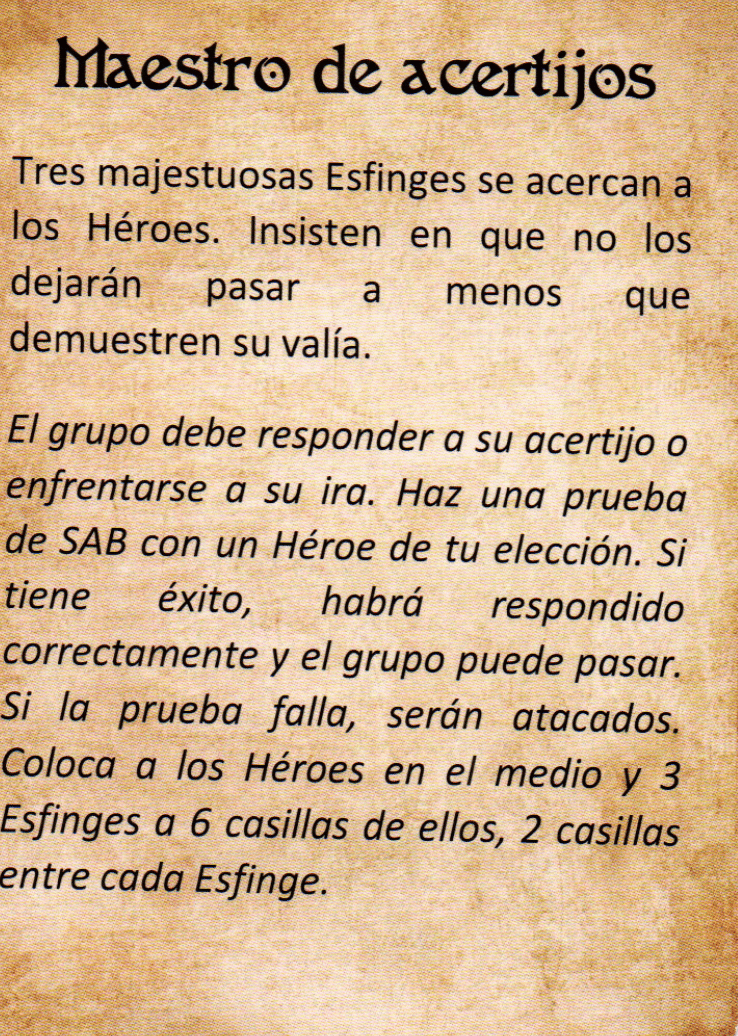 Maestro de acertijos
Tres majestuosas Esfinges se acercan a
los Héroes. Insisten en que no los
dejarán pasar a menos que
demuestren su valía.
El grupo debe responder a su acertijo o
enfrentarse a su ira. Haz una prueba
de SAB con un Héroe de tu elección. Si
tiene éxito, habrá respondido
correctamente y el grupo puede pasar.
Si la prueba falla, serán atacados.
Coloca a los Héroes en el medio y 3
Esfinges a 6 casillas de ellos, 2 casillas
entre cada Esfinge.